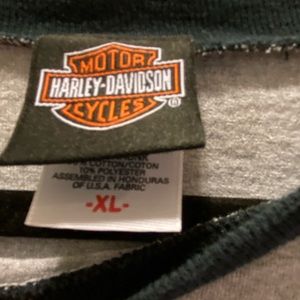 MOTOR
HARLEY-DAVIDSON
CYCLES
®
COTTON/COTON
10% POLYESTER
ASSEMBLED IN HONDURAS
OF U.S.A. FABRIC
-XL-